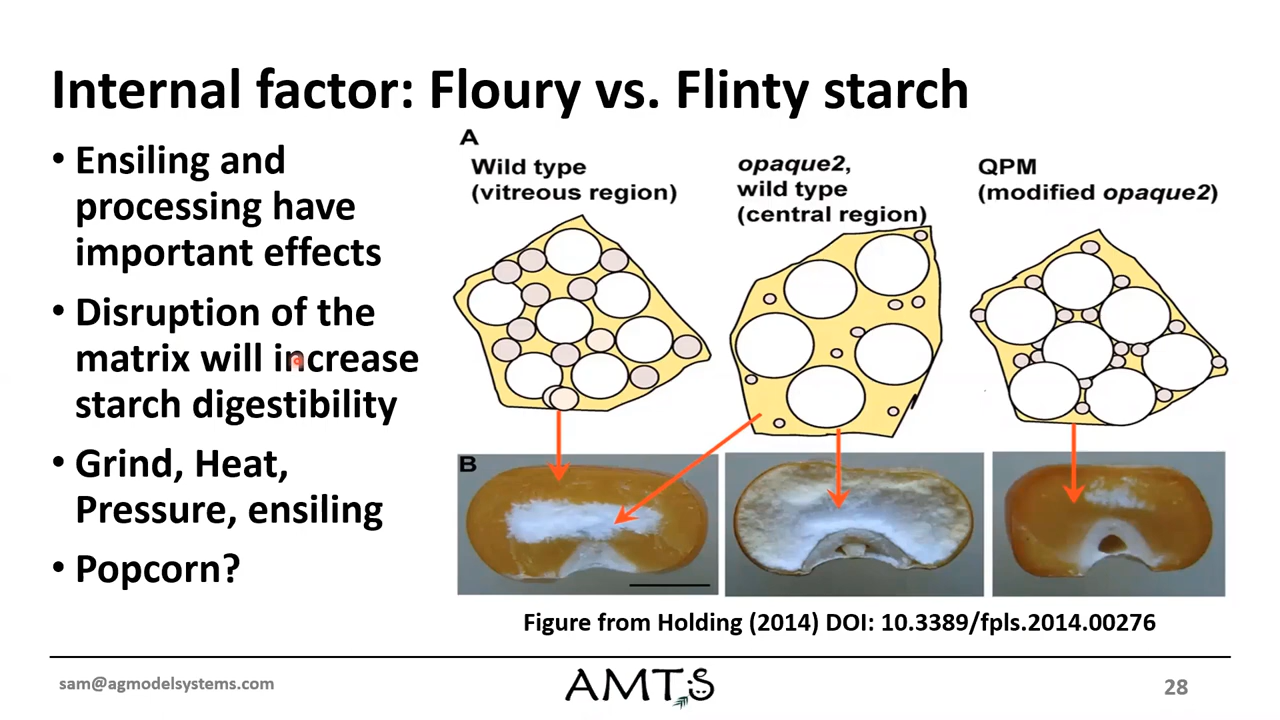 Internal factor: Floury vs. Flinty starch
• Ensiling and
processing have
important effects
• Disruption of the
matrix will increase
starch digestibility
• Grind, Heat,
Pressure, ensiling
• Popcorn?
A
Wild type
(vitreous region)
opaque2,
wild type
(central region)
QPM
(modified opaque2)
B
Figure from Holding (2014) DOI: 10.3389/fpls.2014.00276
sam@agmodelsystems.com
AMTS
28